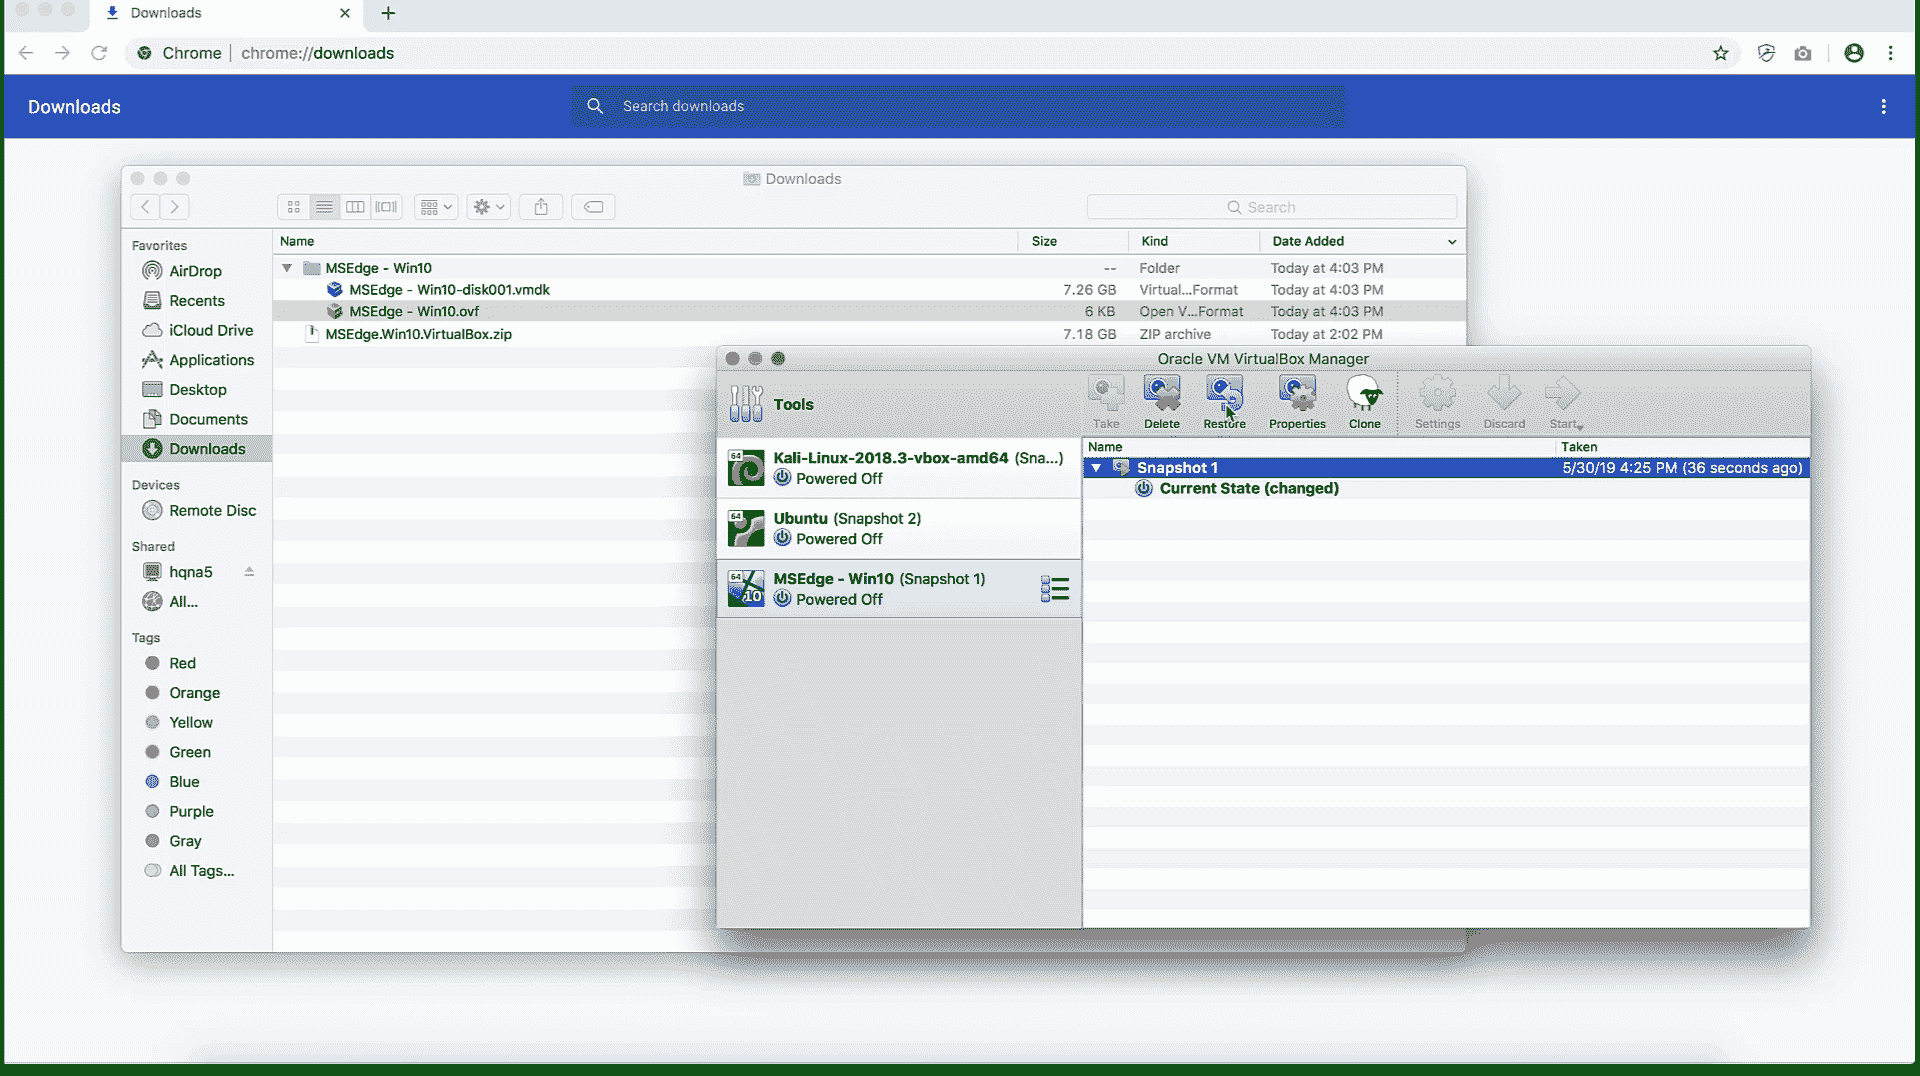 Downloads
Chrome | chrome://downloads
Downloads
Search downloads
Downloads
Search
Favorites
AirDrop
Recents
iCloud Drive
Applications
Desktop
Documents
Downloads
Devices
Remote Disc
Shared
hqna5
All...
Tags
Red
Orange
Yellow
Green
Blue
Purple
Gray
All Tags...
Name Size Kind Date Added
MSEdge - Win10 -- Folder Today at 4:03 PM
MSEdge - Win10-disk001.vmdk 7.26 GB Virtual...Format Today at 4:03 PM
MSEdge - Win10.ovf 6 KB Open V...Format Today at 4:03 PM
MSEdge.Win10.VirtualBox.zip 7.18 GB ZIP archive Today at 2:02 PM
Oracle VM VirtualBox Manager
Tools
Take Delete Restore Properties Clone Settings Discard Start
64 Kali-Linux-2018.3-vbox-amd64 (Sna...)
Powered Off
64 Ubuntu (Snapshot 2)
Powered Off
64 MSEdge - Win10 (Snapshot 1)
10 Powered Off
Name Taken
Snapshot 1 5/30/19 4:25 PM (36 seconds ago)
Current State (changed)